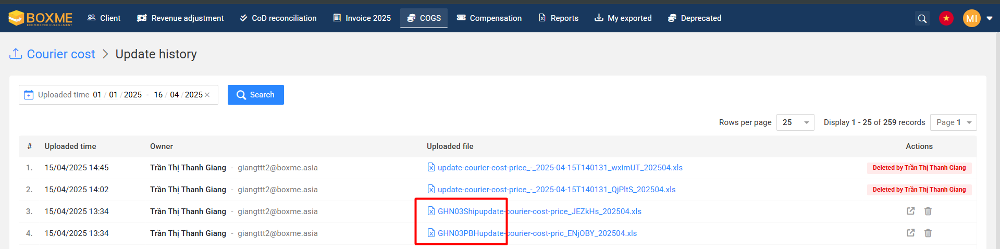 BOXME Client Revenue adjustment CoD reconciliation Invoice 2025 COGS Compensation Reports My exported Deprecated MI
ECOMMERCE FULFILLMENT
Courier cost > Update history
Uploaded time 01 / 01 / 2025 - 16 / 04 / 2025 × Search
Rows per page 25 Display 1 - 25 of 259 records Page 1
# Uploaded time Owner Uploaded file Actions
1. 15/04/2025 14:45 Trần Thị Thanh Giang - giangttt2@boxme.asia update-courier-cost-price_-_2025-04-15T140131_wximUT_202504.xls Deleted by Trần Thị Thanh Giang
2. 15/04/2025 14:02 Trần Thị Thanh Giang - giangttt2@boxme.asia update-courier-cost-price_-_2025-04-15T140131_QjPltS_202504.xls Deleted by Trần Thị Thanh Giang
3. 15/04/2025 13:34 Trần Thị Thanh Giang - giangttt2@boxme.asia GHN03Shipupdate-courier-cost-price_JEZkHs_202504.xls
4. 15/04/2025 13:34 Trần Thị Thanh Giang - giangttt2@boxme.asia GHN03PBHupdate-courier-cost-pric_ENjOBY_202504.xls